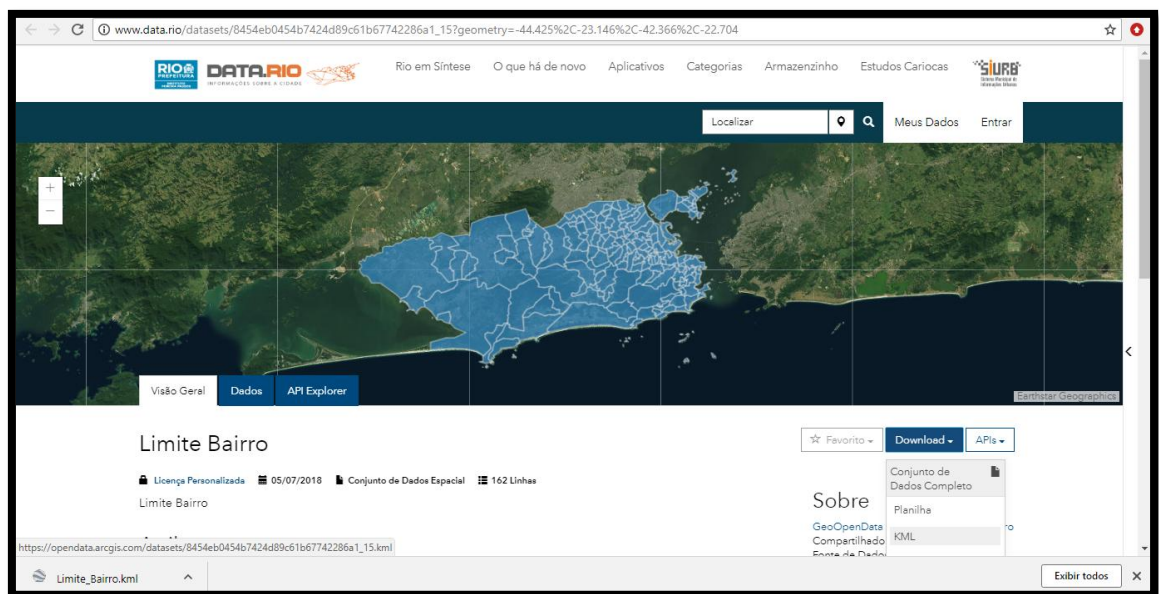 www.data.rio/datasets/8454eb0454b7424d89c61b67742286a1_15?geometry=-44.425%2C-23.146%2C-42.366%2C-22.704
RIO
PREFEITURA
DATA.RIO
INFORMAÇÕES SOBRE A CIDADE
Rio em Síntese
O que há de novo
Aplicativos
Categorias
Armazenzinho
Estudos Cariocas
SIURB
Localizar
Meus Dados
Entrar
+
−
Visão Geral
Dados
API Explorer
Earthstar Geographics
Limite Bairro
Favorito
Download
APIs
Licença Personalizada
05/07/2018
Conjunto de Dados Espacial
162 Linhas
Limite Bairro
Conjunto de
Dados Completo
Planilha
KML
Sobre
GeoOpenData
Compartilhado
Fonte de Dados
https://opendata.arcgis.com/datasets/8454eb0454b7424d89c61b67742286a1_15.kml
Limite_Bairro.kml
Exibir todos